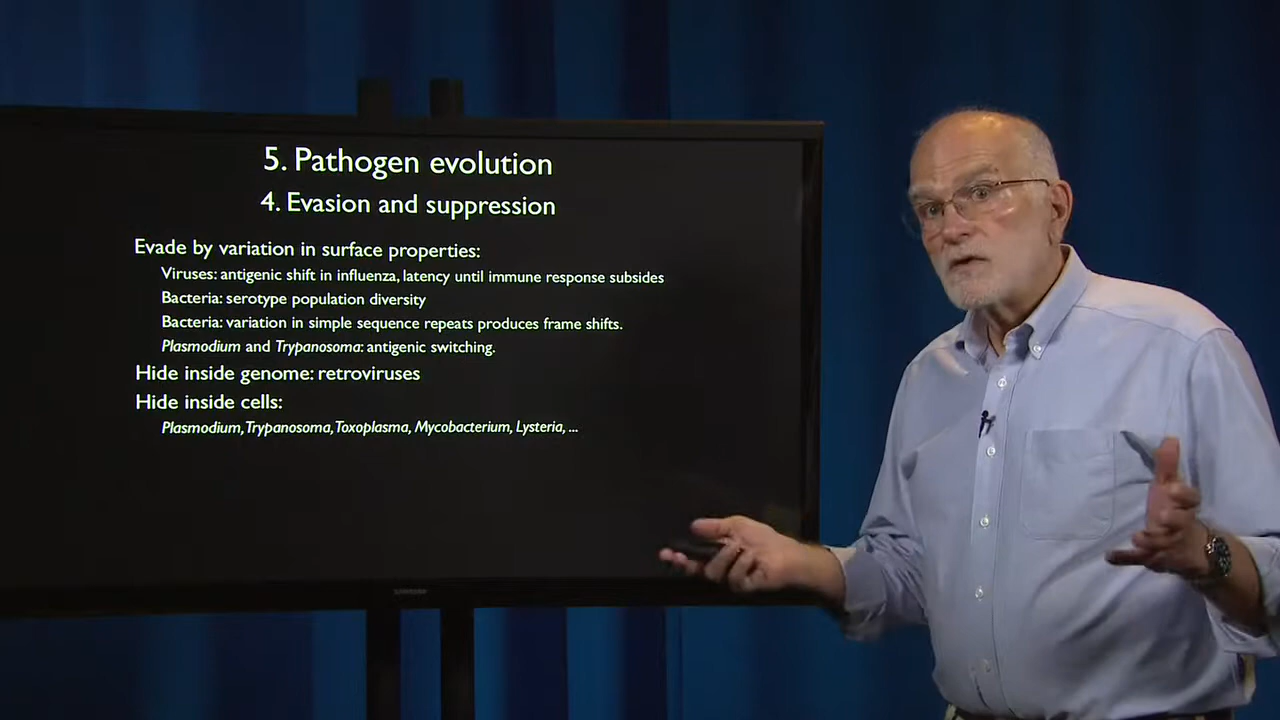 5. Pathogen evolution
4. Evasion and suppression
Evade by variation in surface properties:
Viruses: antigenic shift in influenza, latency until immune response subsides
Bacteria: serotype population diversity
Bacteria: variation in simple sequence repeats produces frame shifts.
Plasmodium and Trypanosoma: antigenic switching.
Hide inside genome: retroviruses
Hide inside cells:
Plasmodium, Trypanosoma, Toxoplasma, Mycobacterium, Lysteria, ...
SAMSUNG